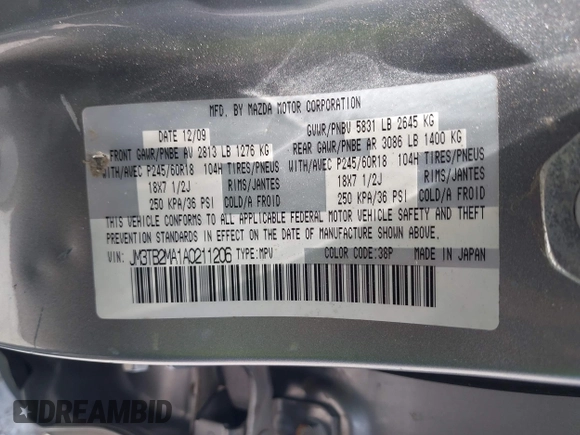 MFD. BY MAZDA MOTOR CORPORATION
DATE 12/09 GVWR/PNBV 5831 LB 2645 KG
FRONT GAWR/PNBE AV 2813 LB 1276 KG REAR GAWR/PNBE AR 3086 LB 1400 KG
WITH/AVEC P245/60R18 104H TIRES/PNEUS WITH/AVEC P245/60R18 104H TIRES/PNEUS
18X7 1/2J RIMS/JANTES 18X7 1/2J RIMS/JANTES
250 KPA/36 PSI COLD/A FROID 250 KPA/36 PSI COLD/A FROID
THIS VEHICLE CONFORMS TO ALL APPLICABLE FEDERAL MOTOR VEHICLE SAFETY AND THEFT
PREVENTION STANDARDS IN EFFECT ON THE DATE OF MANUFACTURE SHOWN ABOVE.
JM3TB2MA1A0211206 TYPE:MPV COLOR CODE:38P MADE IN JAPAN
DREAMBID